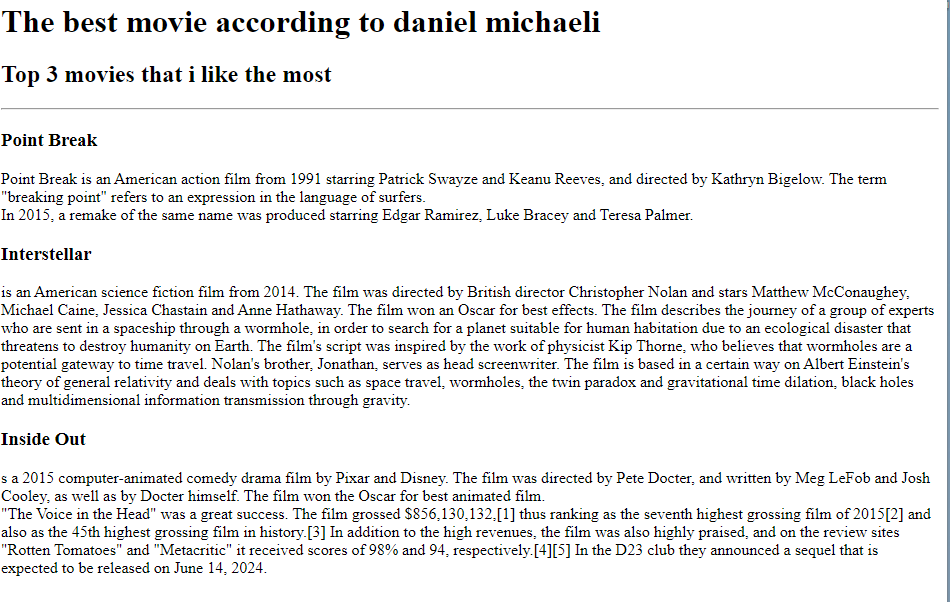 The best movie according to daniel michaeli
Top 3 movies that i like the most
Point Break
Point Break is an American action film from 1991 starring Patrick Swayze and Keanu Reeves, and directed by Kathryn Bigelow. The term
"breaking point" refers to an expression in the language of surfers.
In 2015, a remake of the same name was produced starring Edgar Ramirez, Luke Bracey and Teresa Palmer.
Interstellar
is an American science fiction film from 2014. The film was directed by British director Christopher Nolan and stars Matthew McConaughey,
Michael Caine, Jessica Chastain and Anne Hathaway. The film won an Oscar for best effects. The film describes the journey of a group of experts
who are sent in a spaceship through a wormhole, in order to search for a planet suitable for human habitation due to an ecological disaster that
threatens to destroy humanity on Earth. The film's script was inspired by the work of physicist Kip Thorne, who believes that wormholes are a
potential gateway to time travel. Nolan's brother, Jonathan, serves as head screenwriter. The film is based in a certain way on Albert Einstein's
theory of general relativity and deals with topics such as space travel, wormholes, the twin paradox and gravitational time dilation, black holes
and multidimensional information transmission through gravity.
Inside Out
s a 2015 computer-animated comedy drama film by Pixar and Disney. The film was directed by Pete Docter, and written by Meg LeFob and Josh
Cooley, as well as by Docter himself. The film won the Oscar for best animated film.
"The Voice in the Head" was a great success. The film grossed $856,130,132,[1] thus ranking as the seventh highest grossing film of 2015[2] and
also as the 45th highest grossing film in history.[3] In addition to the high revenues, the film was also highly praised, and on the review sites
"Rotten Tomatoes" and "Metacritic" it received scores of 98% and 94, respectively.[4][5] In the D23 club they announced a sequel that is
expected to be released on June 14, 2024.